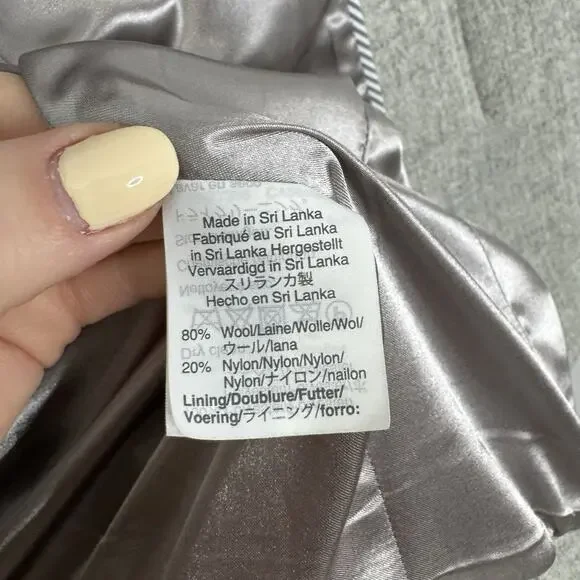 Made in Sri Lanka
Fabriqué au Sri Lanka
in Sri Lanka Hergestellt
Vervaardigd in Sri Lanka
スリランカ製
Hecho en Sri Lanka
80% Wool/Laine/Wolle/Wol/
ウール/lana
20% Nylon/Nylon/Nylon/
Nylon/ナイロン/nailon
Lining/Doublure/Futter/
Voering/ライニング/forro: